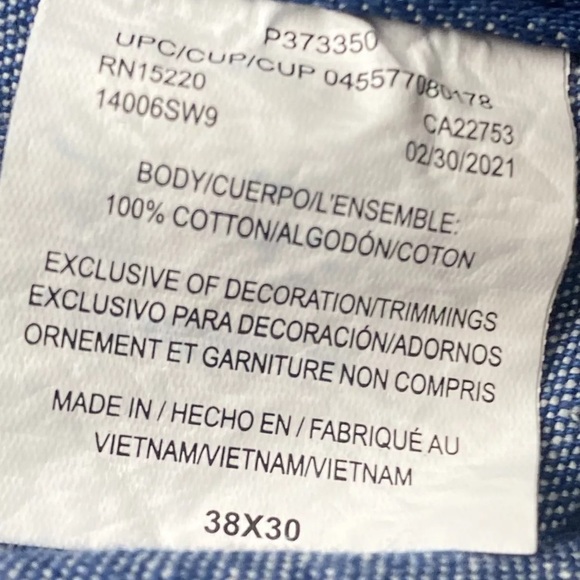 P373350
UPC/CUP/CUP 045577080178
RN15220 CA22753
14006SW9 02/30/2021
BODY/CUERPO/L'ENSEMBLE:
100% COTTON/ALGODÓN/COTON
EXCLUSIVE OF DECORATION/TRIMMINGS
EXCLUSIVO PARA DECORACIÓN/ADORNOS
ORNEMENT ET GARNITURE NON COMPRIS
MADE IN / HECHO EN / FABRIQUÉ AU
VIETNAM/VIETNAM/VIETNAM
38X30